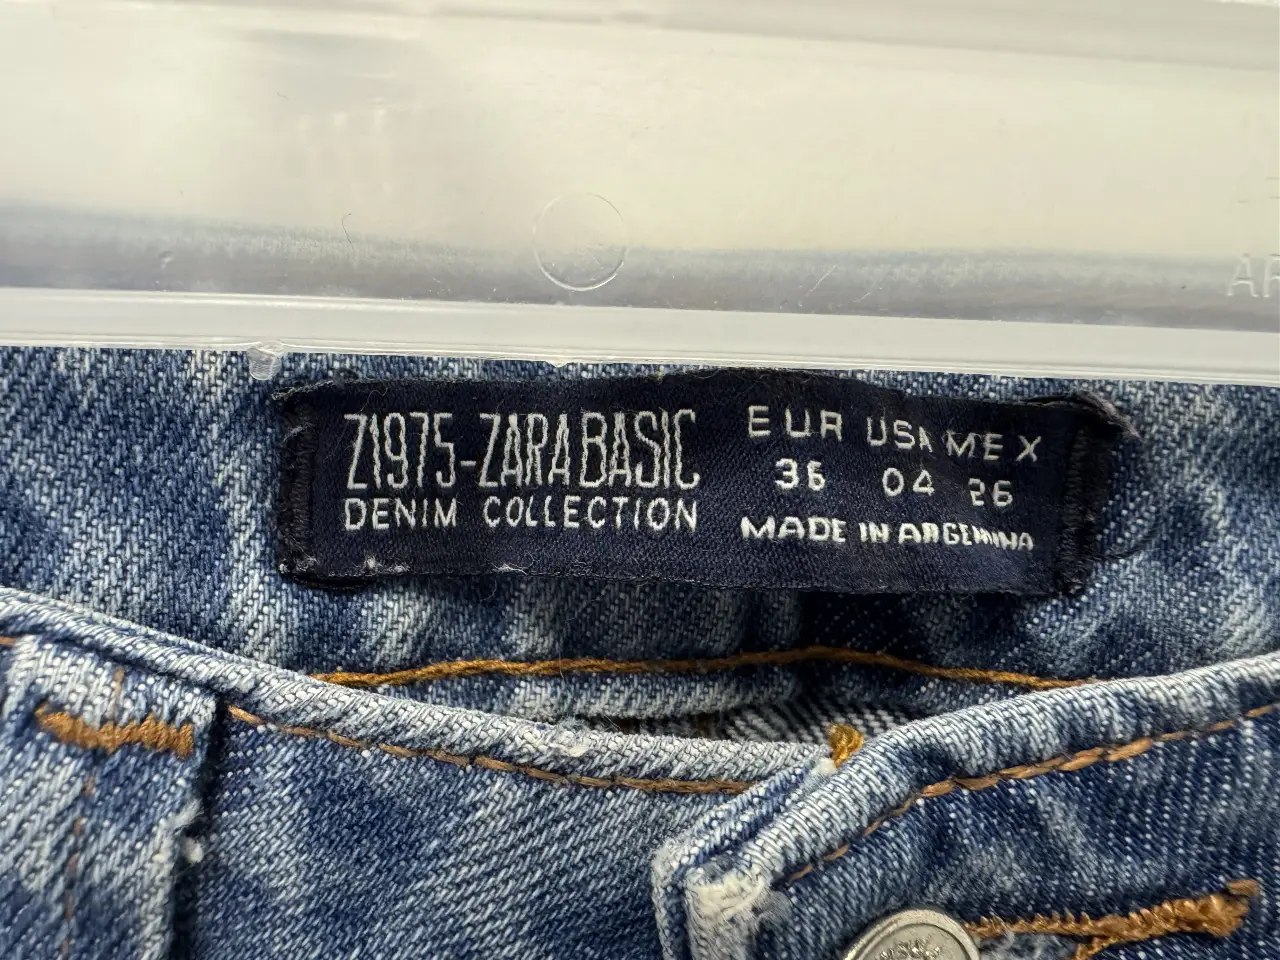 Z1975-ZARA BASIC
DENIM COLLECTION
EUR USA MEX
36 04 26
MADE IN ARGENTINA